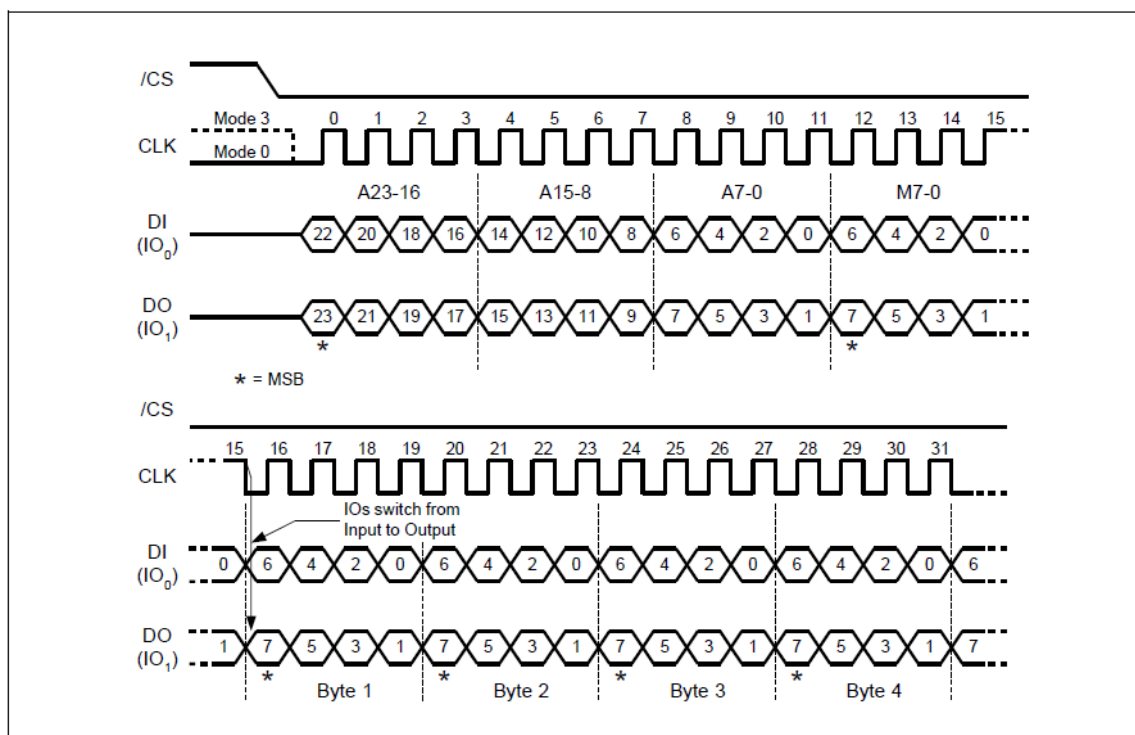 /CS
Mode 3 0 1 2 3 4 5 6 7 8 9 10 11 12 13 14 15
CLK
Mode 0
A23-16 A15-8 A7-0 M7-0
DI
(IO0)
22 20 18 16 14 12 10 8 6 4 2 0 6 4 2 0
DO
(IO1)
23 21 19 17 15 13 11 9 7 5 3 1 7 5 3 1
* *
* = MSB
/CS
15 16 17 18 19 20 21 22 23 24 25 26 27 28 29 30 31
CLK
IOs switch from
Input to Output
DI
(IO0)
0 6 4 2 0 6 4 2 0 6 4 2 0 6 4 2 0 6
DO
(IO1)
1 7 5 3 1 7 5 3 1 7 5 3 1 7 5 3 1 7
* * * *
Byte 1 Byte 2 Byte 3 Byte 4